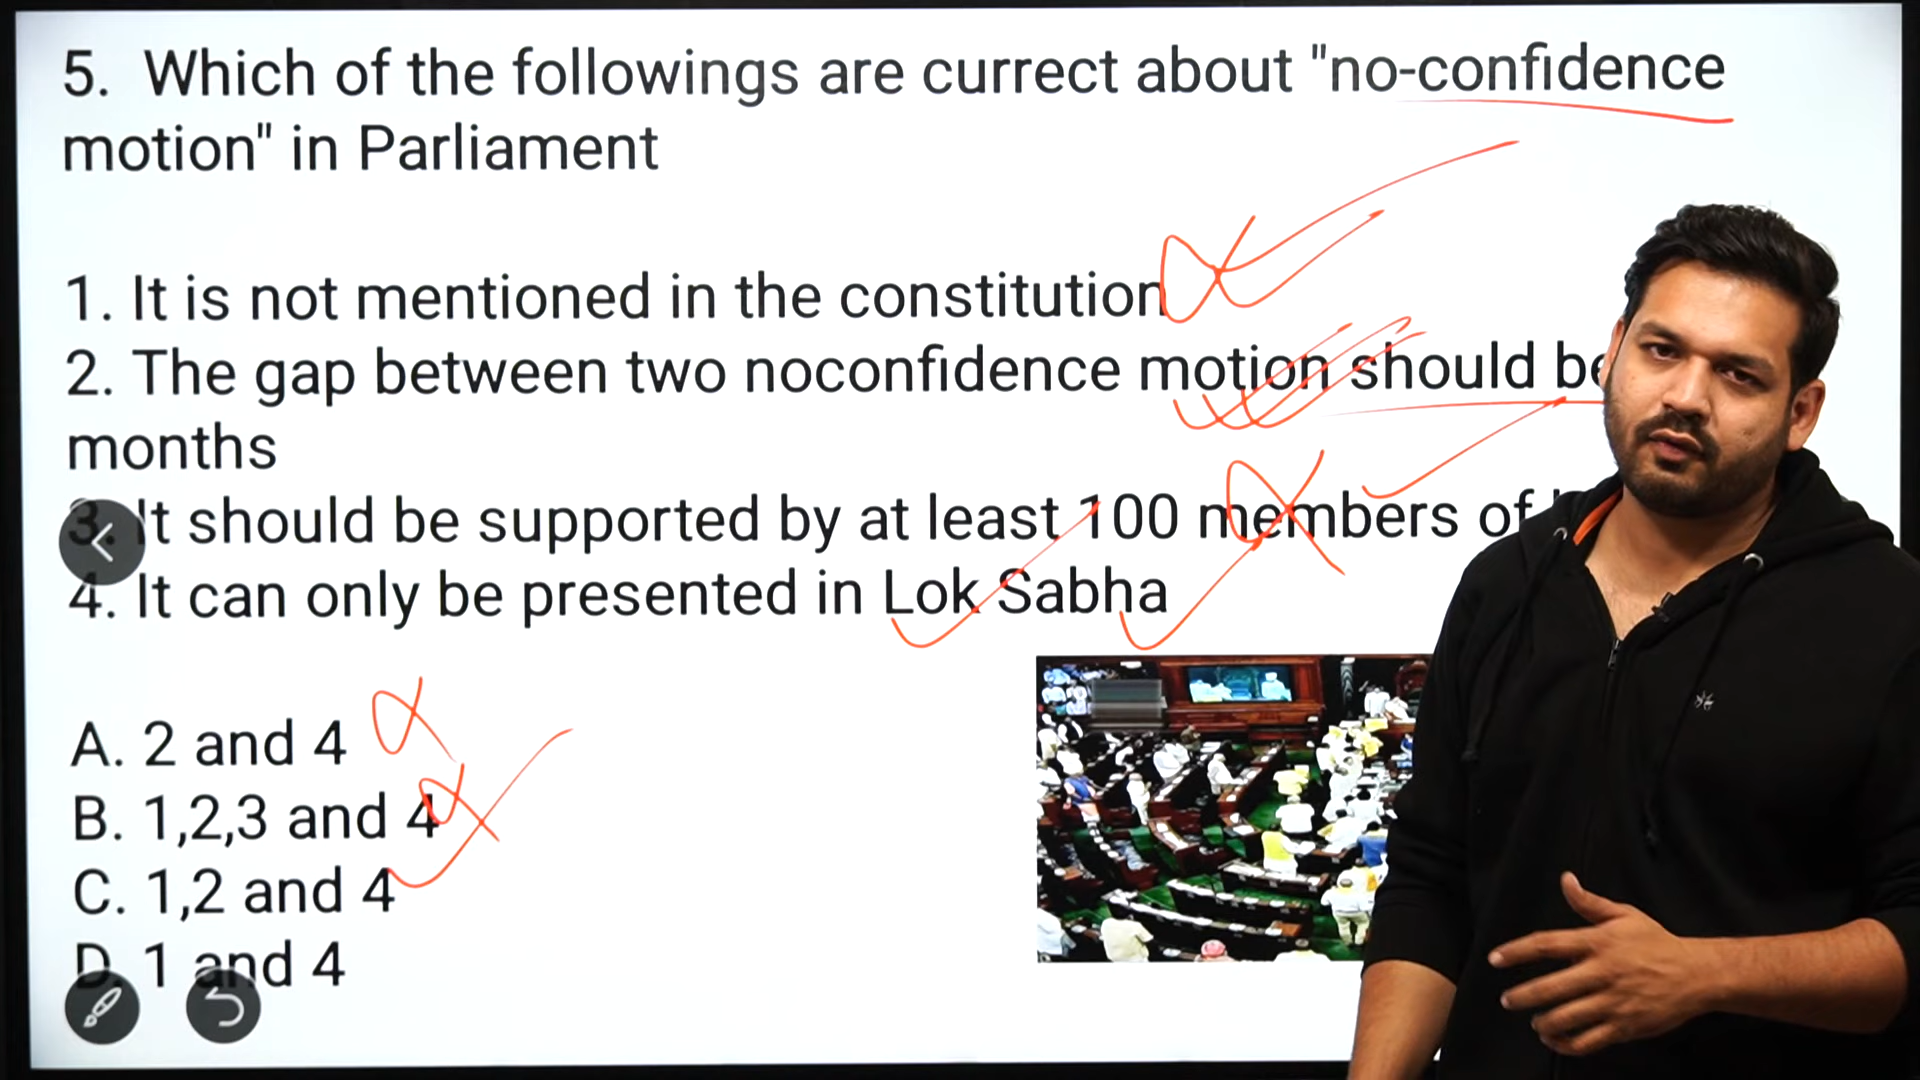 5. Which of the followings are currect about "no-confidence
motion" in Parliament
1. It is not mentioned in the constitution
2. The gap between two noconfidence motion should be
months
3. It should be supported by at least 100 members of
4. It can only be presented in Lok Sabha
A. 2 and 4
B. 1,2,3 and 4
C. 1,2 and 4
D. 1 and 4